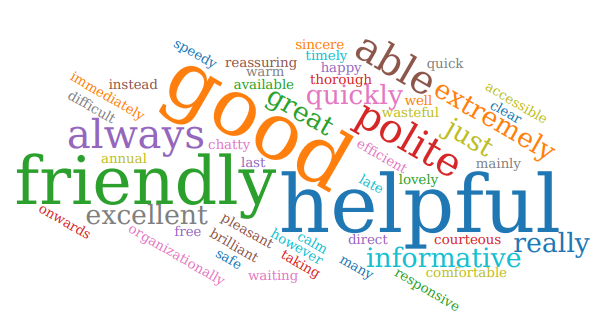 speedy
sincere
timely
able
quick
reassuring
happy
warm
immediately
instead
available
thorough
good
great
quickly
well
extremely
accessible
difficult
wasteful
clear
polite
just
always
chatty
efficient
annual
last
mainly
friendly
late
lovely
helpful
onwards
excellent
pleasant
free
brilliant
organizationally
however
calm
direct
courteous
really
safe
taking
informative
waiting
many
comfortable
responsive